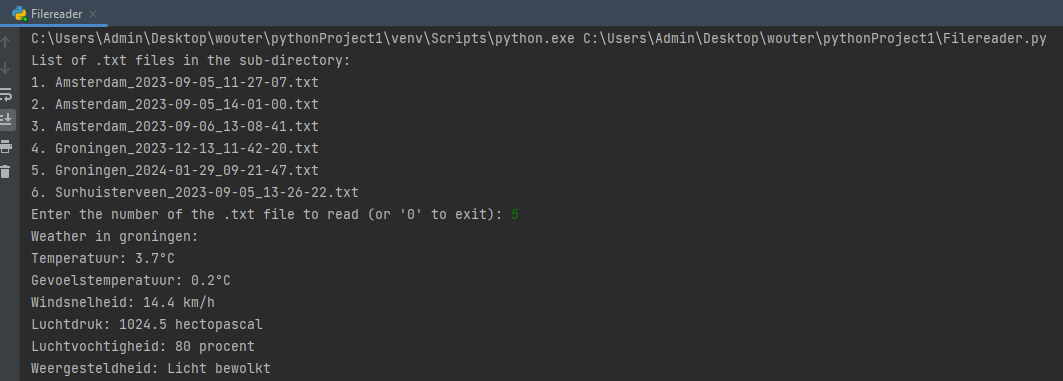 Filereader
C:\Users\Admin\Desktop\wouter\pythonProject1\venv\Scripts\python.exe C:\Users\Admin\Desktop\wouter\pythonProject1\Filereader.py
List of .txt files in the sub-directory:
1. Amsterdam_2023-09-05_11-27-07.txt
2. Amsterdam_2023-09-05_14-01-00.txt
3. Amsterdam_2023-09-06_13-08-41.txt
4. Groningen_2023-12-13_11-42-20.txt
5. Groningen_2024-01-29_09-21-47.txt
6. Surhuisterveen_2023-09-05_13-26-22.txt
Enter the number of the .txt file to read (or '0' to exit): 5
Weather in groningen:
Temperatuur: 3.7°C
Gevoelstemperatuur: 0.2°C
Windsnelheid: 14.4 km/h
Luchtdruk: 1024.5 hectopascal
Luchtvochtigheid: 80 procent
Weergesteldheid: Licht bewolkt